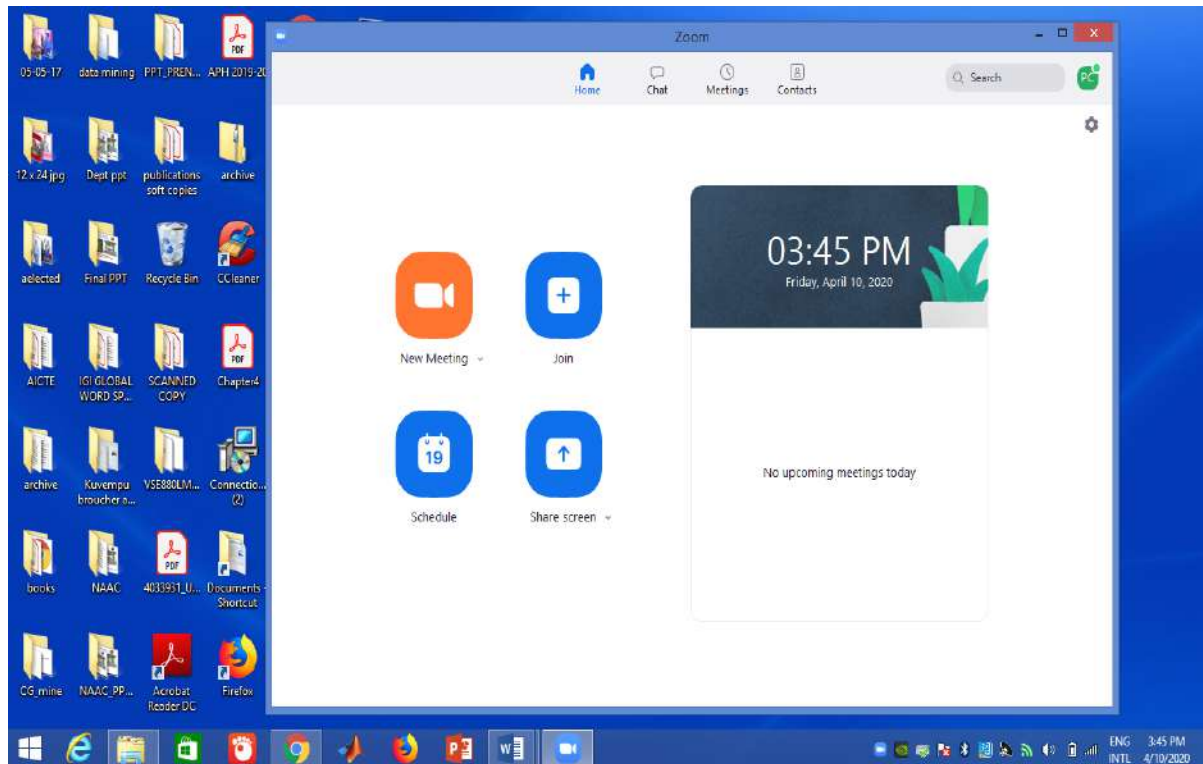 05-05-17
data mining
PPT_PREN...
APH 2019-20
12 x 24 jpg
Dept ppt
publications
soft copies
archive
aelected
Final PPT
Recycle Bin
CCleaner
AICTE
IGI GLOBAL
WORD SP...
SCANNED
COPY
Chapter4
archive
Kuvempu
broucher a...
VSE880LM...
Connectio...
(2)
books
NAAC
4033931_U...
Documents -
Shortcut
CG_mine
NAAC_PP...
Acrobat
Reader DC
Firefox
Zoom
Home
Chat
Meetings
Contacts
Search
PC
03:45 PM
Friday, April 10, 2020
New Meeting
Join
19
Schedule
Share screen
No upcoming meetings today
ENG
INTL
3:45 PM
4/10/2020